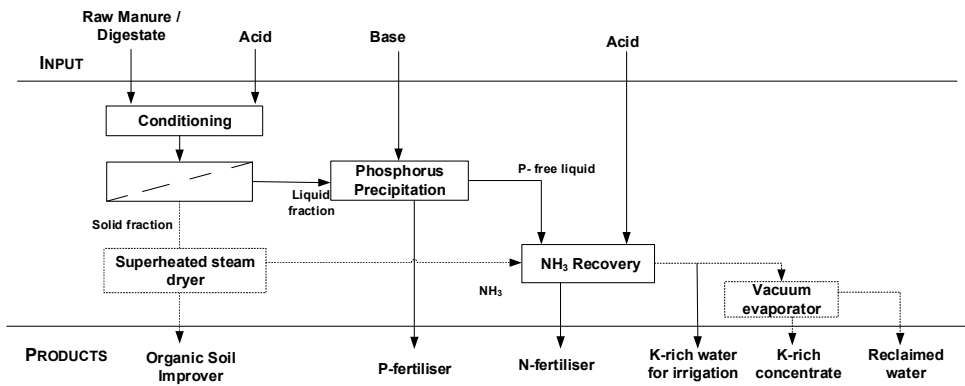 Raw Manure /
Digestate
Acid
Base
Acid
INPUT
Conditioning
Phosphorus
Precipitation
P- free liquid
Liquid
fraction
Solid fraction
Superheated steam
dryer
NH₃ Recovery
NH₃
Vacuum
evaporator
PRODUCTS
Organic Soil
Improver
P-fertiliser
N-fertiliser
K-rich water
for irrigation
K-rich
concentrate
Reclaimed
water